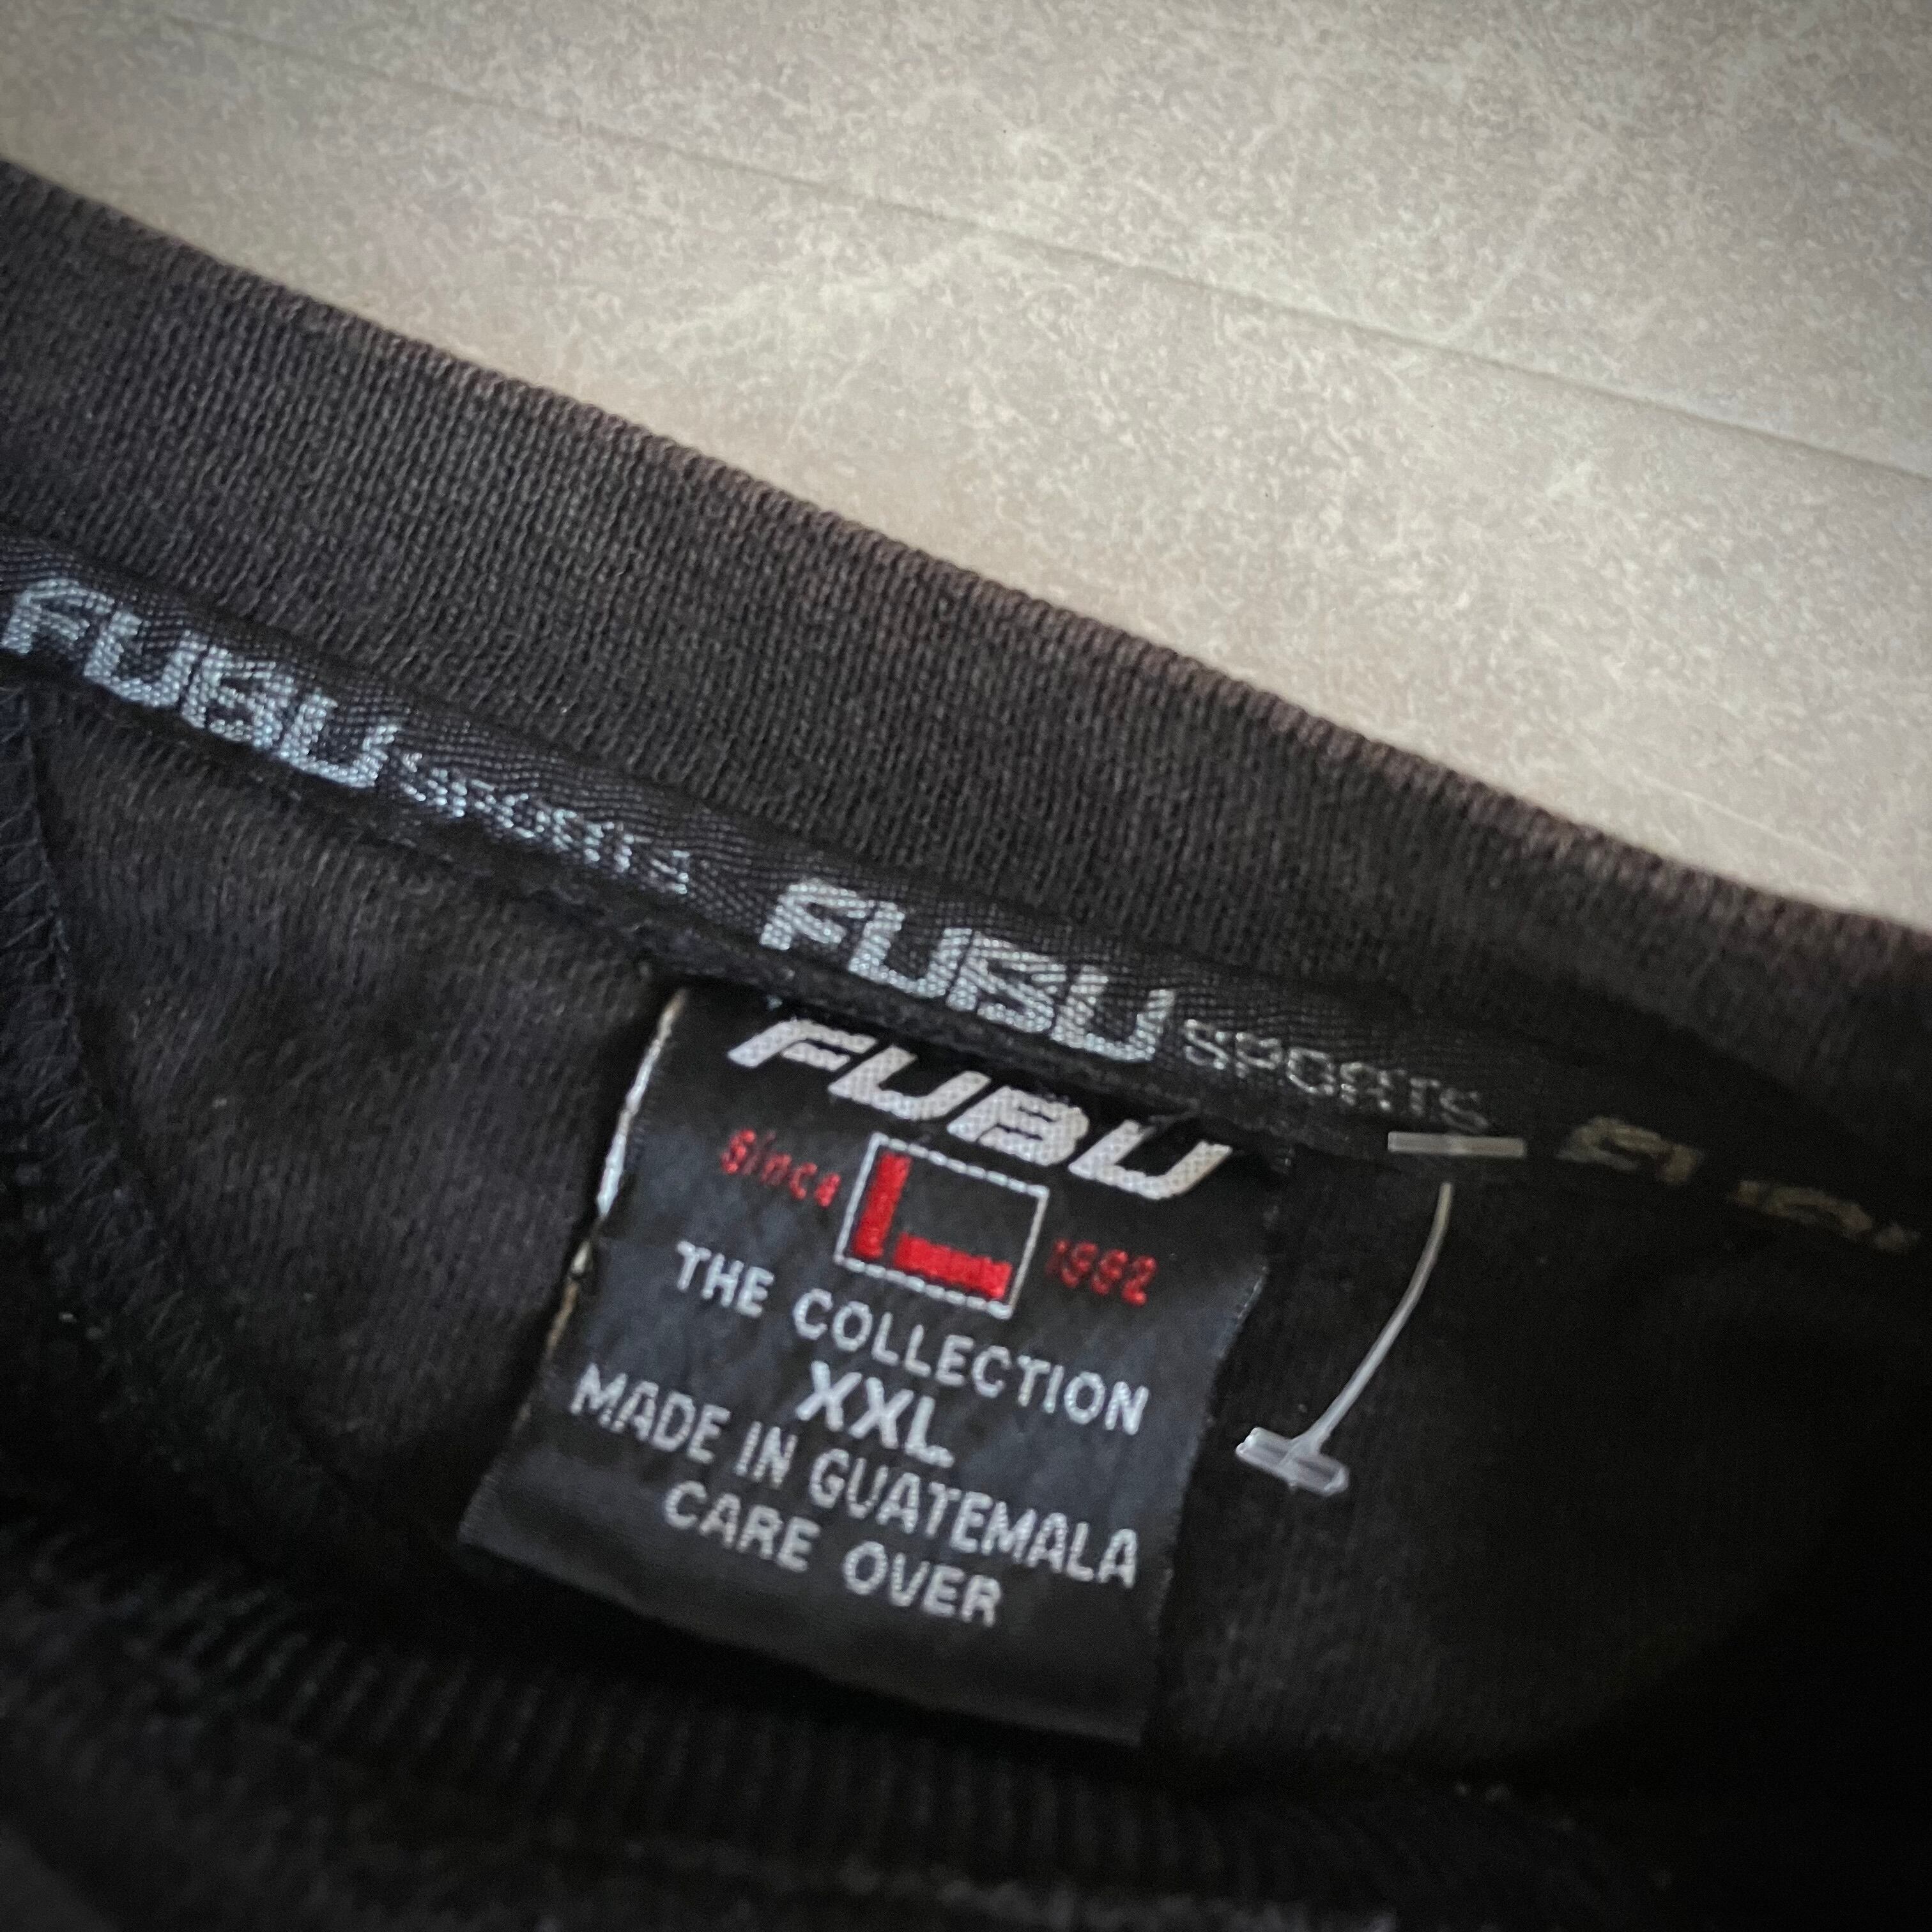 FUBU SPORTS FUBU SPORTS
FUBU
Since L 1992
THE COLLECTION
XXL
MADE IN GUATEMALA
CARE OVER